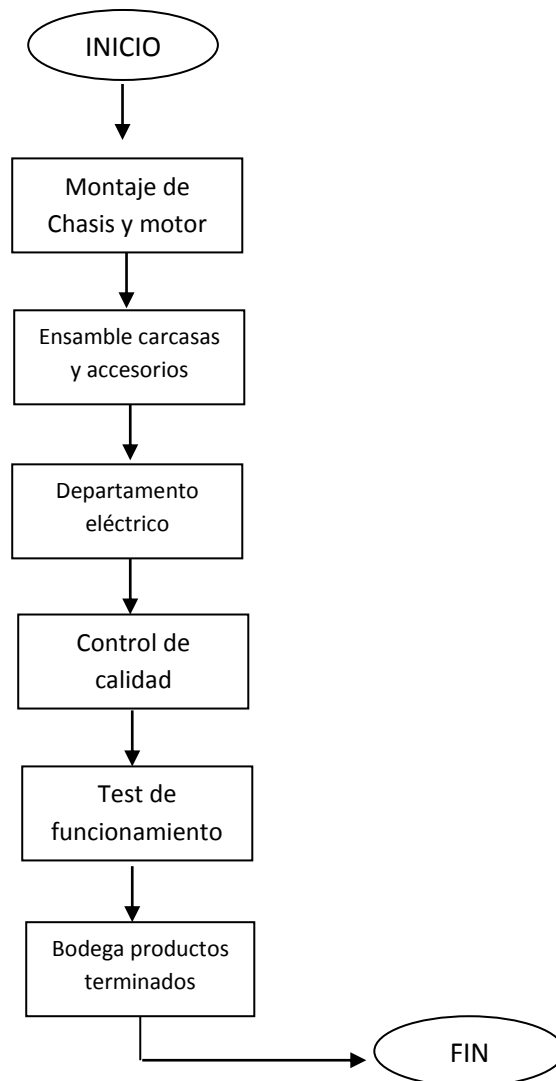 INICIO
Montaje de
Chasis y motor
Ensamble carcasas
y accesorios
Departamento
eléctrico
Control de
calidad
Test de
funcionamiento
Bodega productos
terminados
FIN